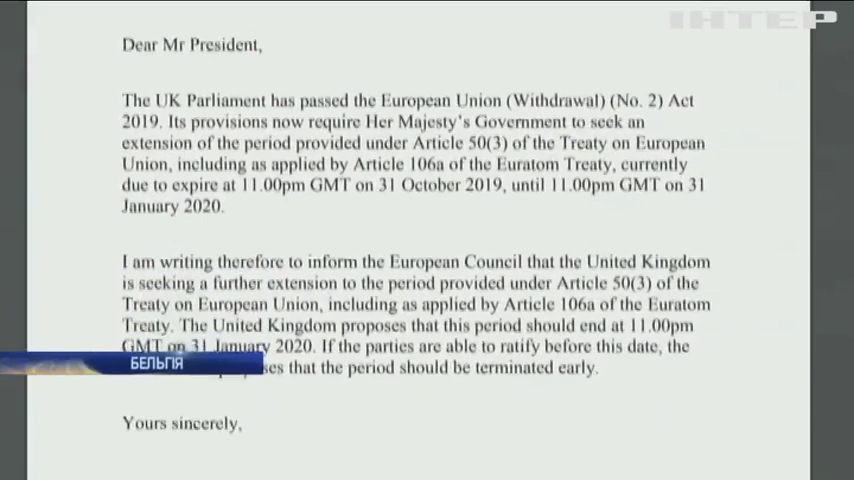 ІНТЕР
Dear Mr President,
The UK Parliament has passed the European Union (Withdrawal) (No. 2) Act
2019. Its provisions now require Her Majesty's Government to seek an
extension of the period provided under Article 50(3) of the Treaty on European
Union, including as applied by Article 106a of the Euratom Treaty, currently
due to expire at 11.00pm GMT on 31 October 2019, until 11.00pm GMT on 31
January 2020.
I am writing therefore to inform the European Council that the United Kingdom
is seeking a further extension to the period provided under Article 50(3) of the
Treaty on European Union, including as applied by Article 106a of the Euratom
Treaty. The United Kingdom proposes that this period should end at 11.00pm
GMT on 31 January 2020. If the parties are able to ratify before this date, the
БЕЛЬГІЯ
that the period should be terminated early.
Yours sincerely,